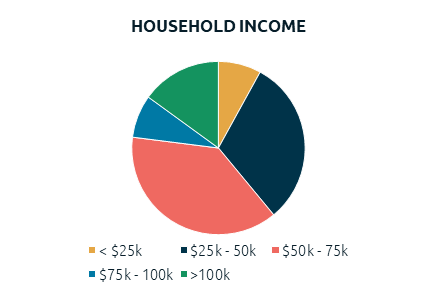 HOUSEHOLD INCOME
< $25k $25k - 50k $50k - 75k
$75k - 100k >100k